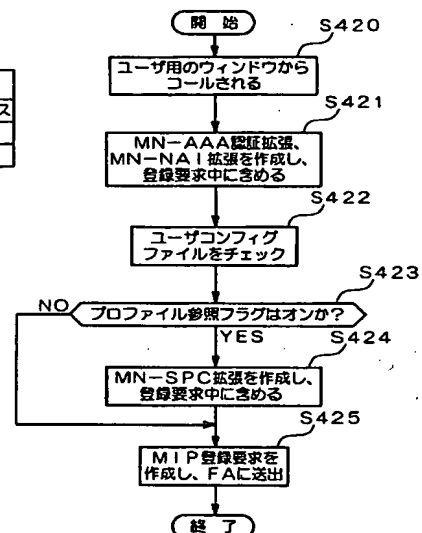 開 始
S420
ユーザ用のウィンドウから
コールされる
ス
S421
MN-AAA認証拡張、
MN-NAI拡張を作成し、
登録要求中に含める
S422
ユーザコンフィグ
ファイルをチェック
S423
NO
プロファイル参照フラグはオンか?
YES
S424
MN-SPC拡張を作成し、
登録要求中に含める
S425
MIP登録要求を
作成し、FAに送出
終 了